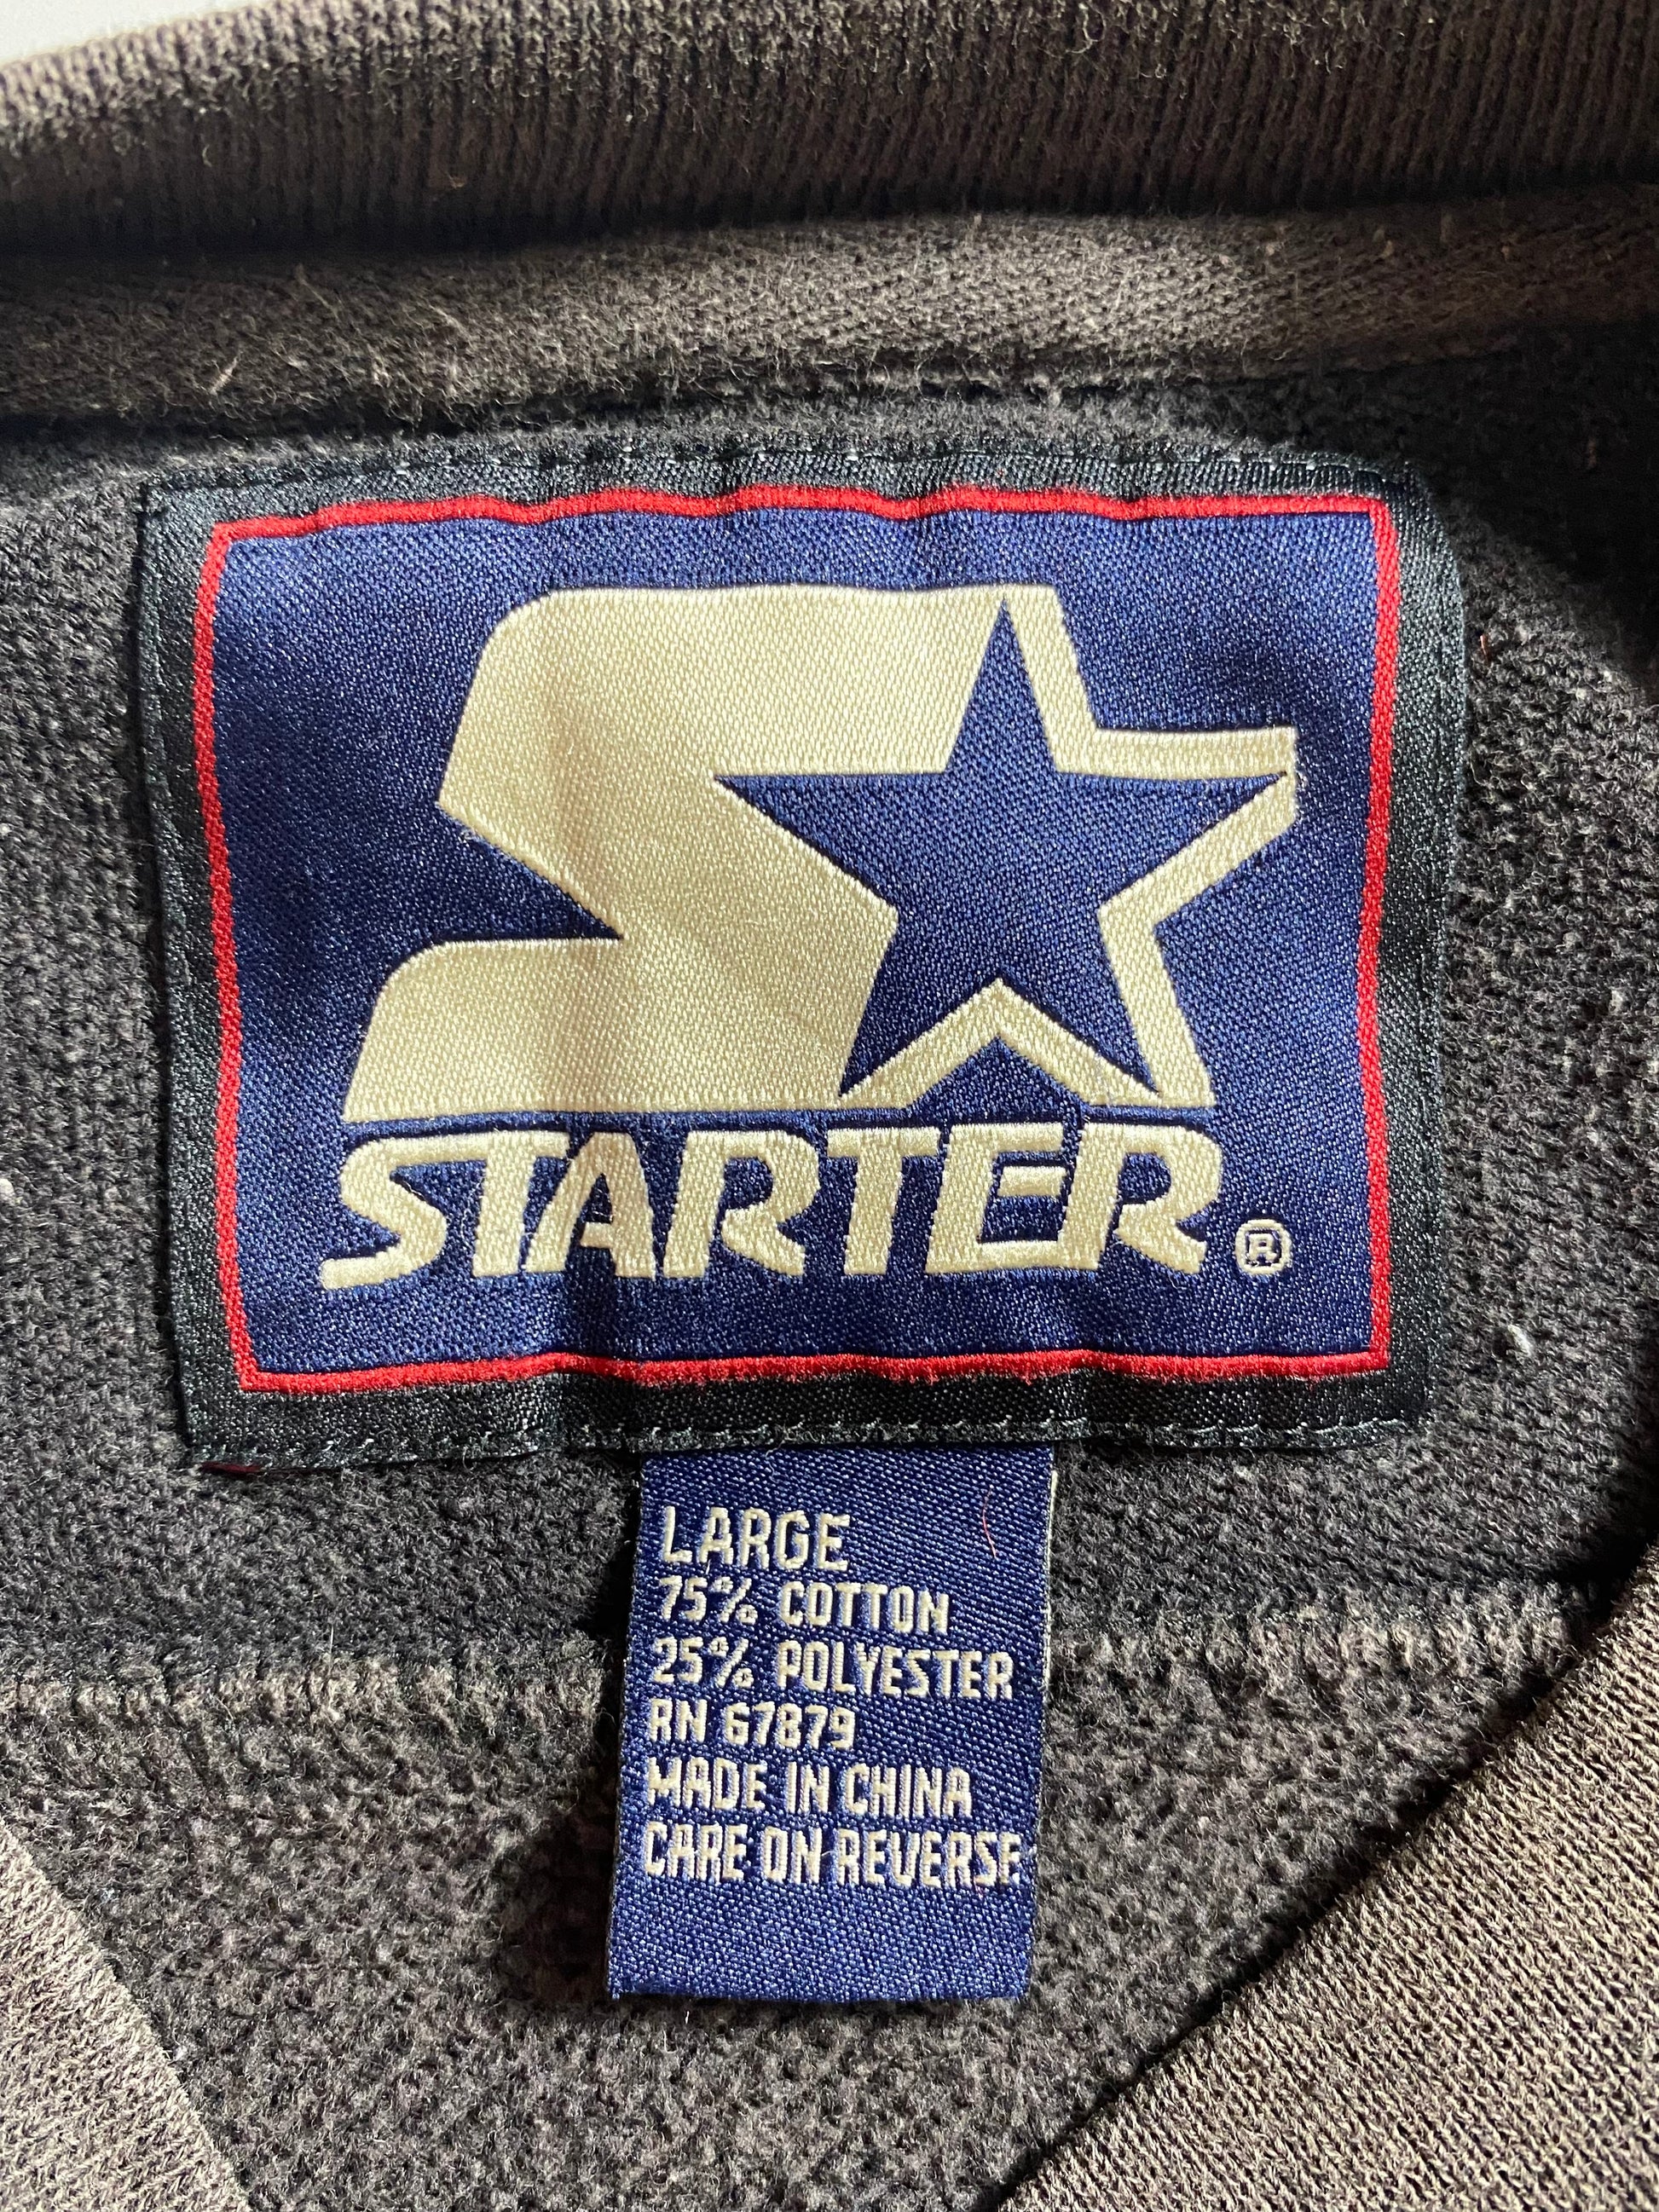 STARTER®
LARGE
75% COTTON
25% POLYESTER
RN 67879
MADE IN CHINA
CARE ON REVERSE